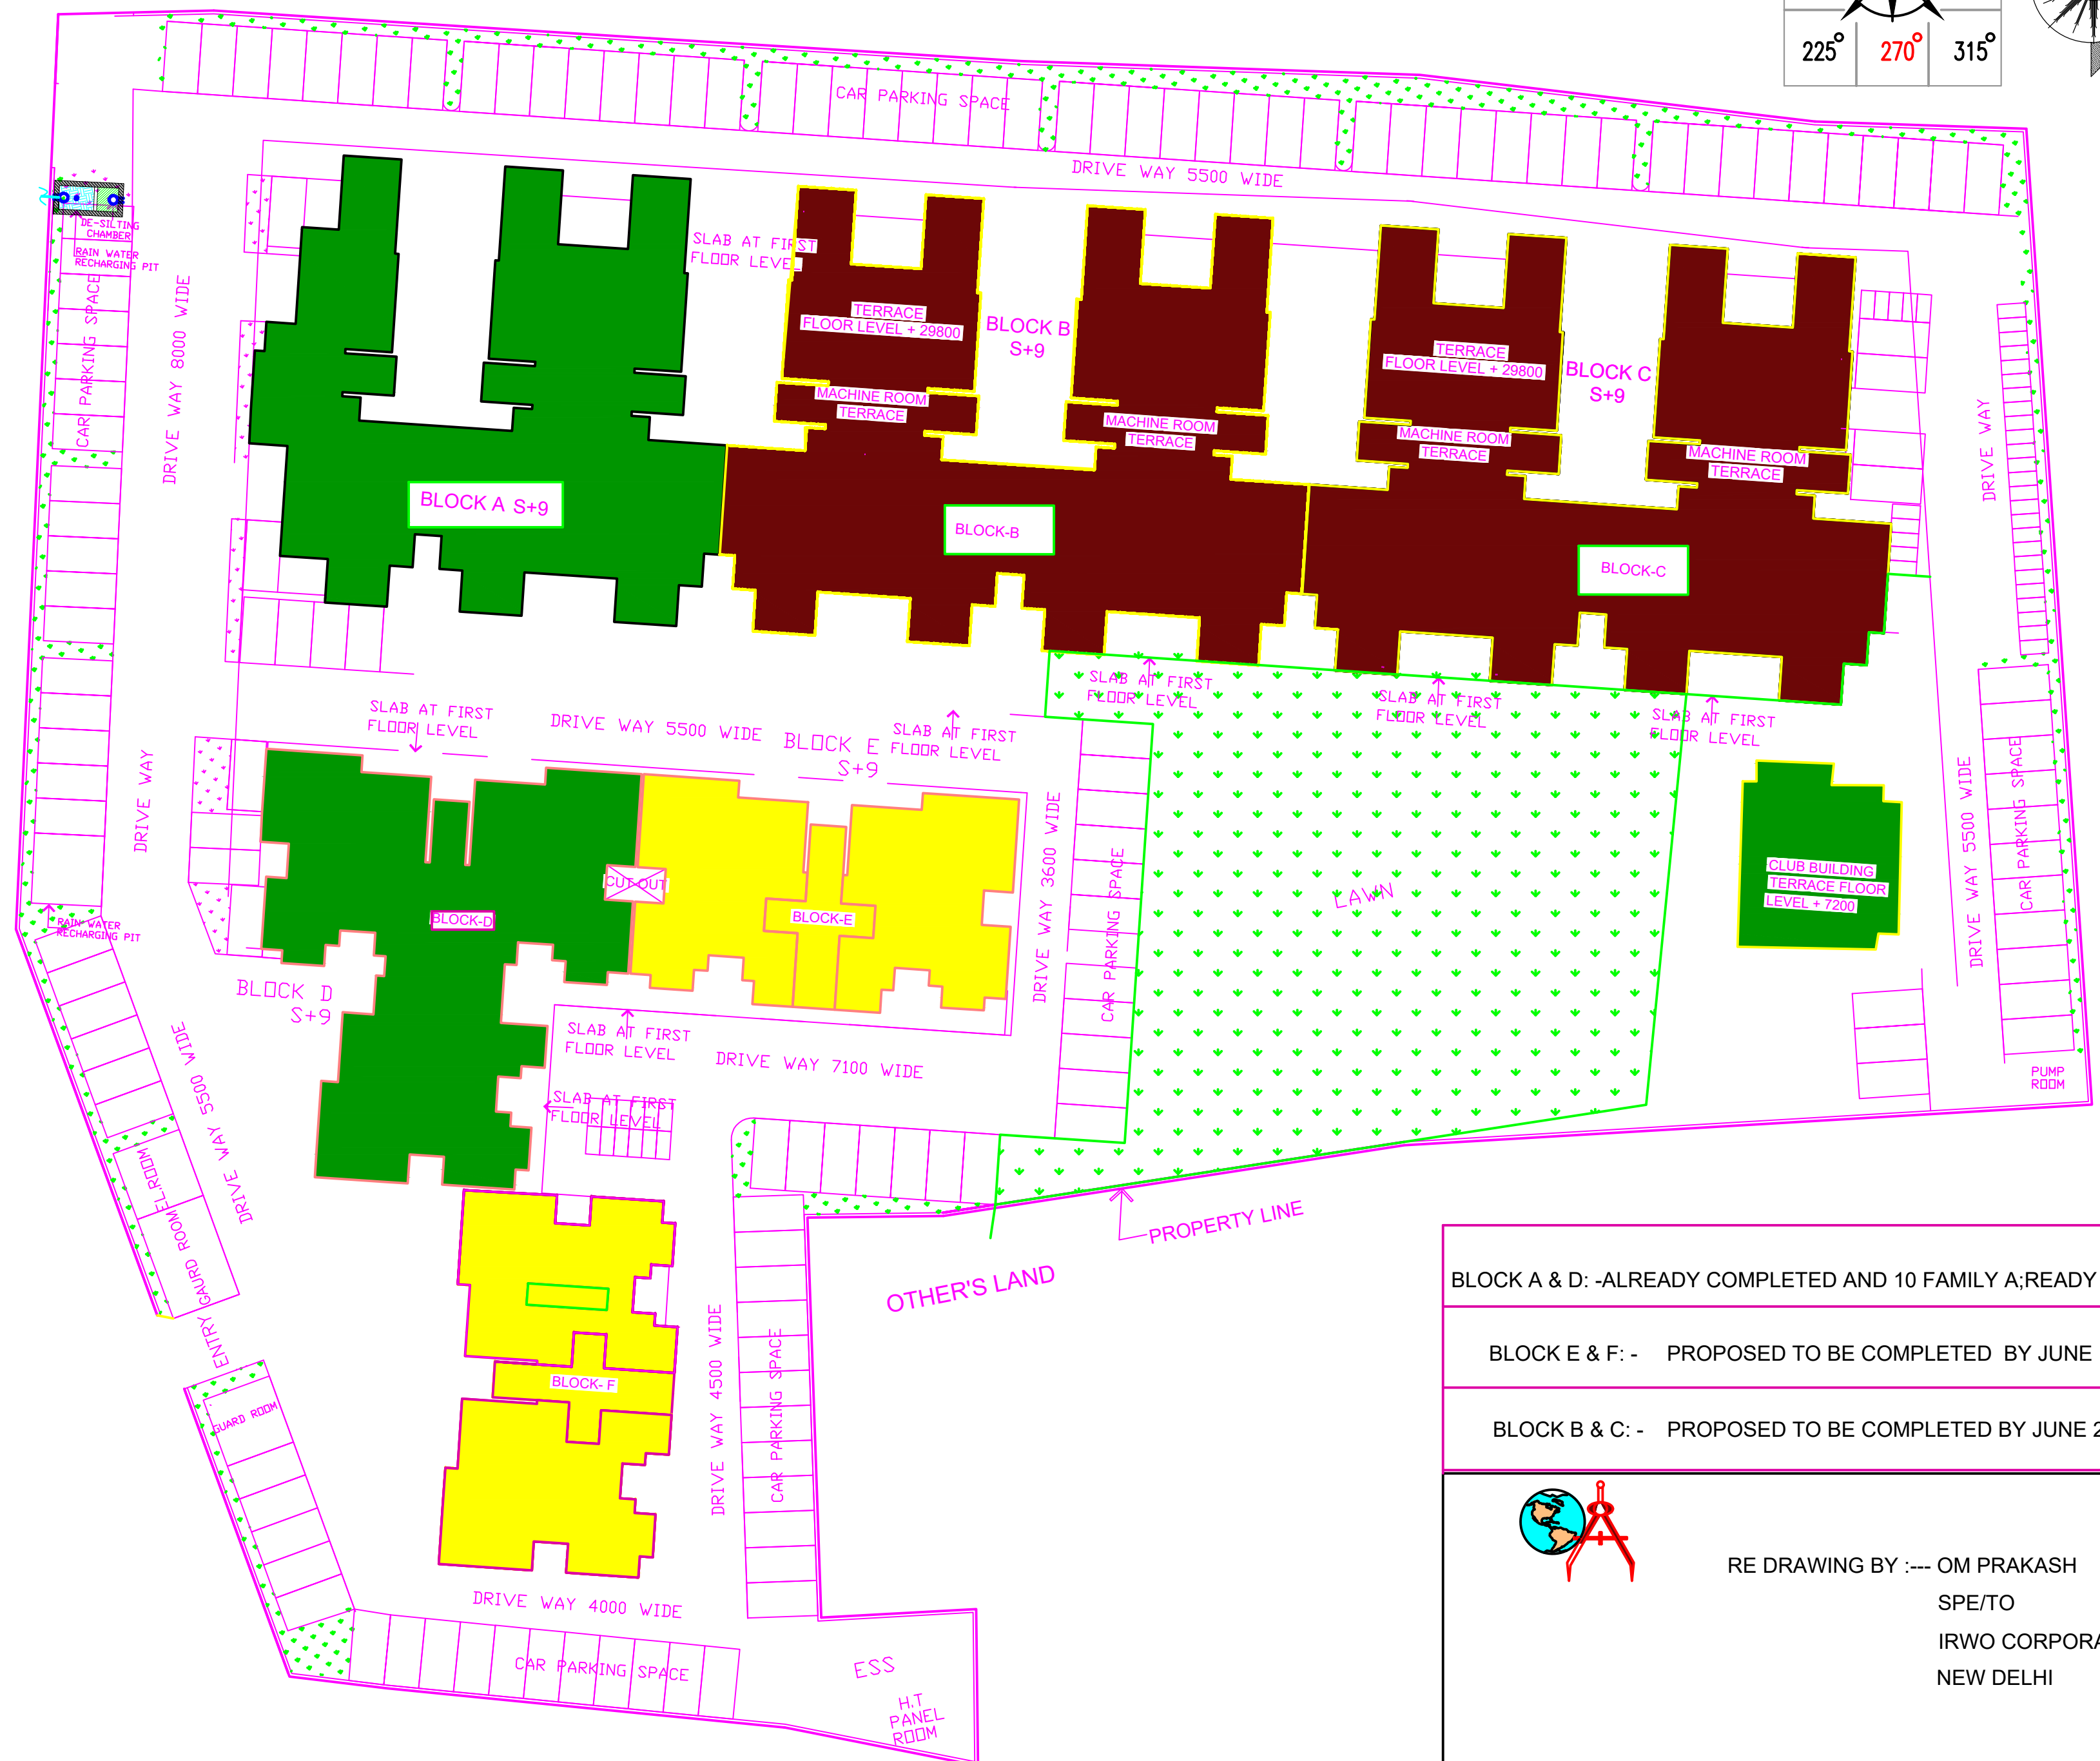 225° 270° 315°
CAR PARKING SPACE
DRIVE WAY 5500 WIDE
DE-SILTING
CHAMBER
RAIN WATER
RECHARGING PIT
CAR PARKING SPACE
DRIVE WAY 8000 WIDE
SLAB AT FIRST
FLOOR LEVEL
TERRACE
FLOOR LEVEL + 29800
BLOCK B
S+9
TERRACE
FLOOR LEVEL + 29800
BLOCK C
S+9
MACHINE ROOM
TERRACE
MACHINE ROOM
TERRACE
MACHINE ROOM
TERRACE
MACHINE ROOM
TERRACE
DRIVE WAY
BLOCK A S+9
BLOCK-B
BLOCK-C
SLAB AT FIRST
FLOOR LEVEL
DRIVE WAY 5500 WIDE
BLOCK E
S+9
SLAB AT FIRST
FLOOR LEVEL
SLAB AT FIRST
FLOOR LEVEL
SLAB AT FIRST
FLOOR LEVEL
SLAB AT FIRST
FLOOR LEVEL
DRIVE WAY
CUT-OUT
BLOCK-D
BLOCK-E
DRIVE WAY 3600 WIDE
CAR PARKING SPACE
LAWN
CLUB BUILDING
TERRACE FLOOR
LEVEL + 7200
DRIVE WAY 5500 WIDE
CAR PARKING SPACE
RAIN WATER
RECHARGING PIT
BLOCK D
S+9
SLAB AT FIRST
FLOOR LEVEL
DRIVE WAY 7100 WIDE
SLAB AT FIRST
FLOOR LEVEL
PUMP
ROOM
DRIVE WAY 5500 WIDE
EL.ROOM
GAURD ROOM
ENTRY
GUARD ROOM
PROPERTY LINE
OTHER'S LAND
BLOCK- F
DRIVE WAY 4500 WIDE
CAR PARKING SPACE
DRIVE WAY 4000 WIDE
CAR PARKING SPACE
ESS
H.T
PANEL
ROOM
BLOCK A & D: -ALREADY COMPLETED AND 10 FAMILY A;READY
BLOCK E & F: - PROPOSED TO BE COMPLETED BY JUNE
BLOCK B & C: - PROPOSED TO BE COMPLETED BY JUNE 2
RE DRAWING BY :--- OM PRAKASH
SPE/TO
IRWO CORPORA
NEW DELHI